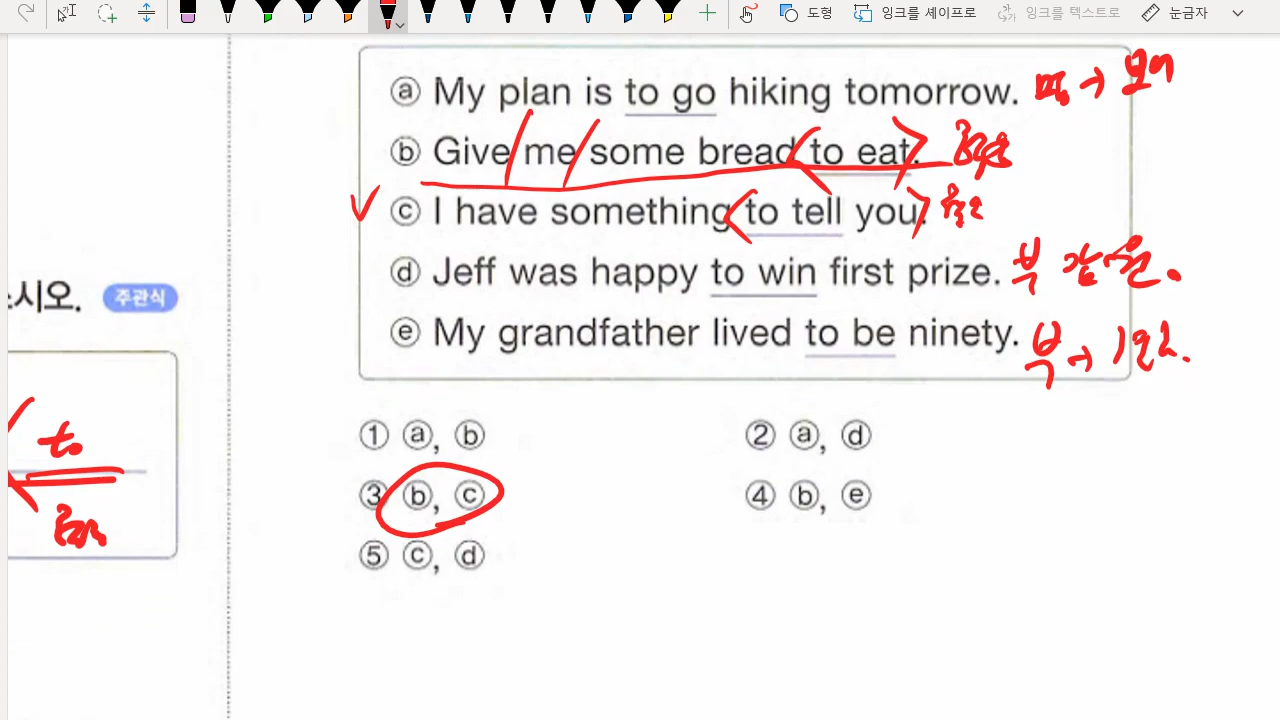 도형 잉크를 셰이프로 잉크를 텍스트로 눈금자
ⓐ My plan is to go hiking tomorrow.
ⓑ Give me some bread to eat.
ⓒ I have something to tell you.
ⓓ Jeff was happy to win first prize. 부
ⓔ My grandfather lived to be ninety. 부→
시오. 주관식
to
① ⓐ, ⓑ
② ⓐ, ⓓ
③ ⓑ, ⓒ
④ ⓑ, ⓔ
⑤ ⓒ, ⓓ